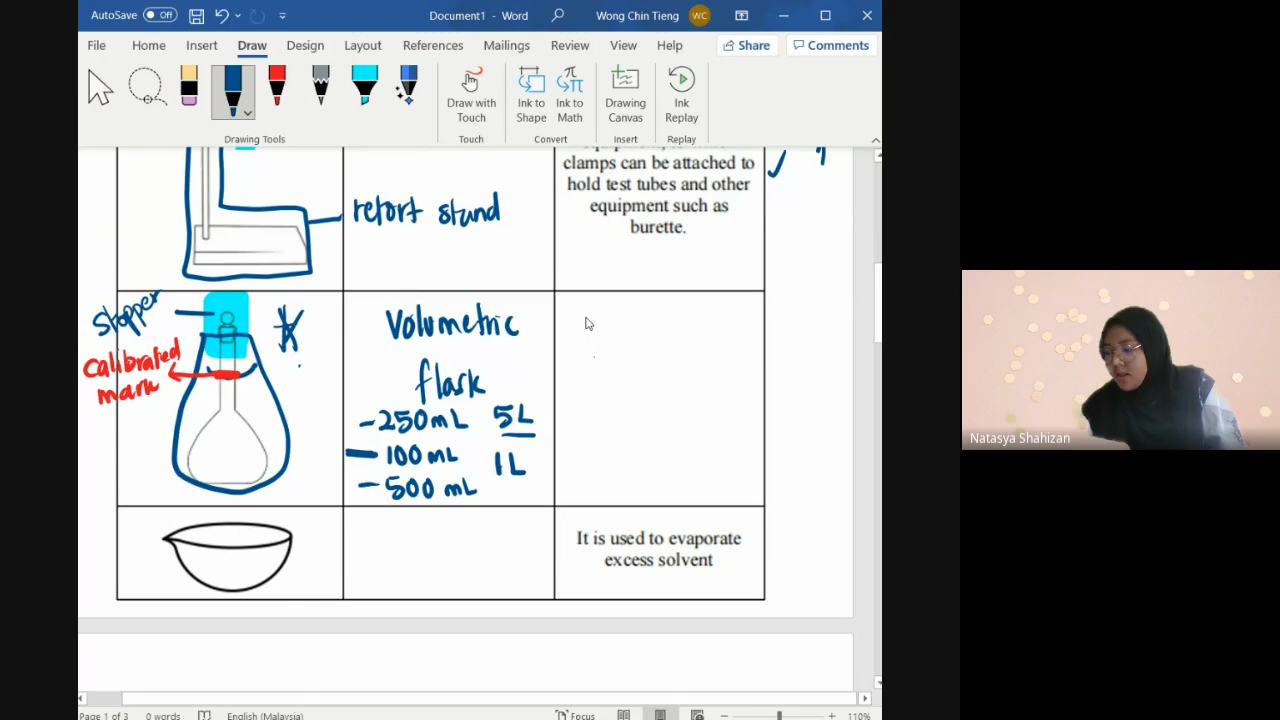 AutoSave Off Document1 - Word Wong Chin Tieng WC
File Home Insert Draw Design Layout References Mailings Review View Help Share Comments
Draw with Touch
Ink to Shape
Ink to Math
Drawing Canvas
Ink Replay
Drawing Tools Touch Convert Insert Replay
clamps can be attached to
hold test tubes and other
equipment such as
burette.
retort stand
stopper
calibrated
mark
Volumetric
flask
-250mL 5L
- 100 mL 1L
- 500 mL
It is used to evaporate
excess solvent
Natasya Shahizan
Page 1 of 3 0 words English (Malaysia) Focus 110%